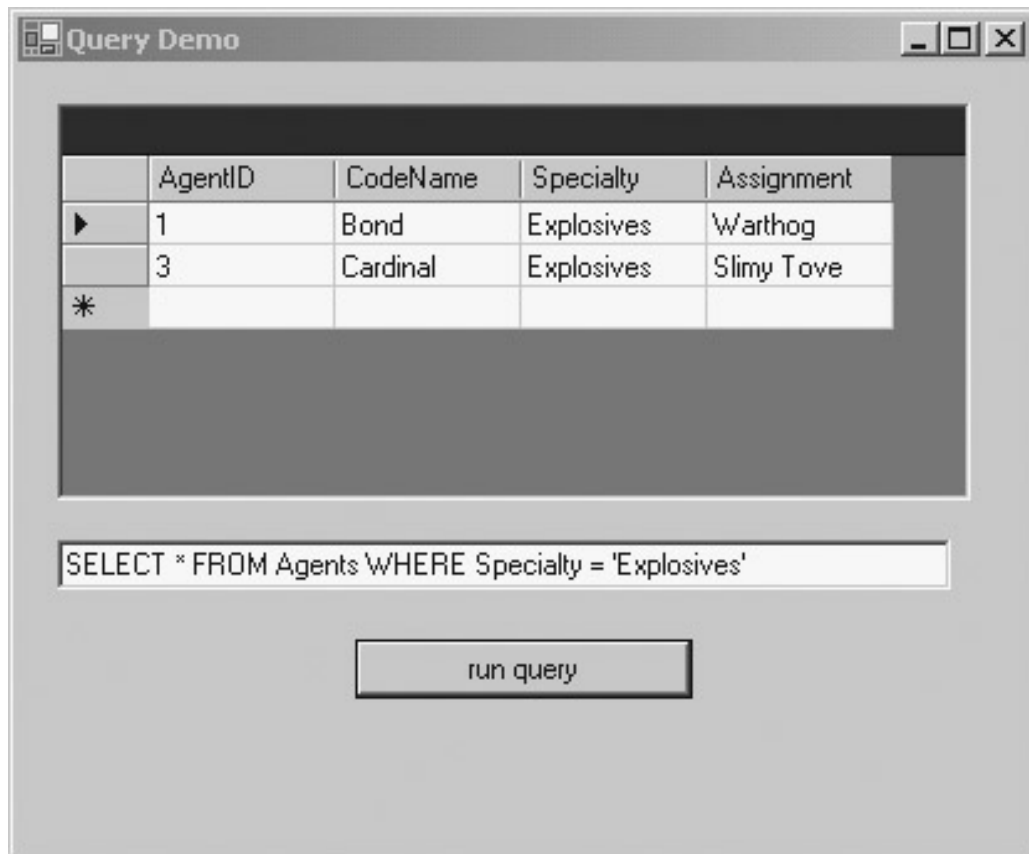 Query Demo
AgentID CodeName Specialty Assignment
1 Bond Explosives Warthog
3 Cardinal Explosives Slimy Tove
SELECT * FROM Agents WHERE Specialty = 'Explosives'
run query